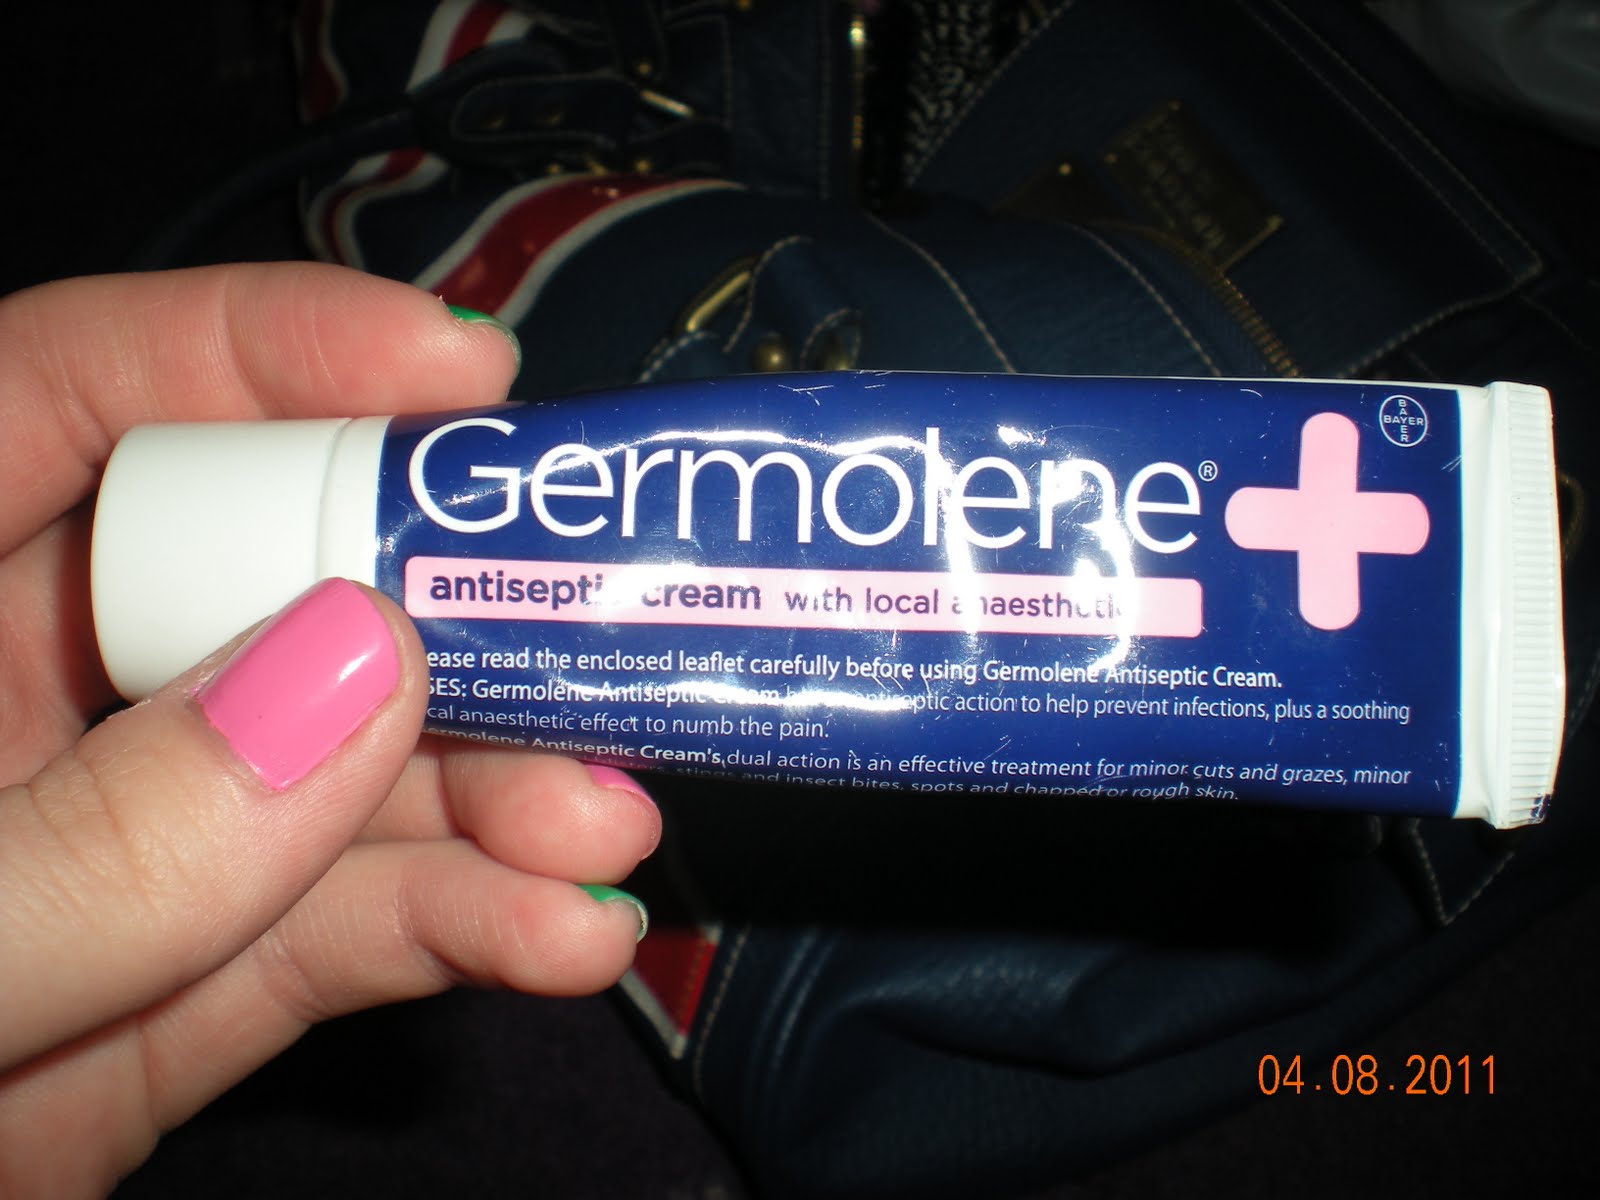 Germolene®
BAYER
BAYER
antiseptic cream with local anaesthetic
ease read the enclosed leaflet carefully before using Germolene Antiseptic Cream.
SES: Germolene Antiseptic Cream antiseptic action to help prevent infections, plus a soothing
cal anaesthetic effect to numb the pain.
ermolene Antiseptic Cream's dual action is an effective treatment for minor cuts and grazes, minor
blisters, stings and insect bites, spots and chapped or rough skin.
04.08.2011